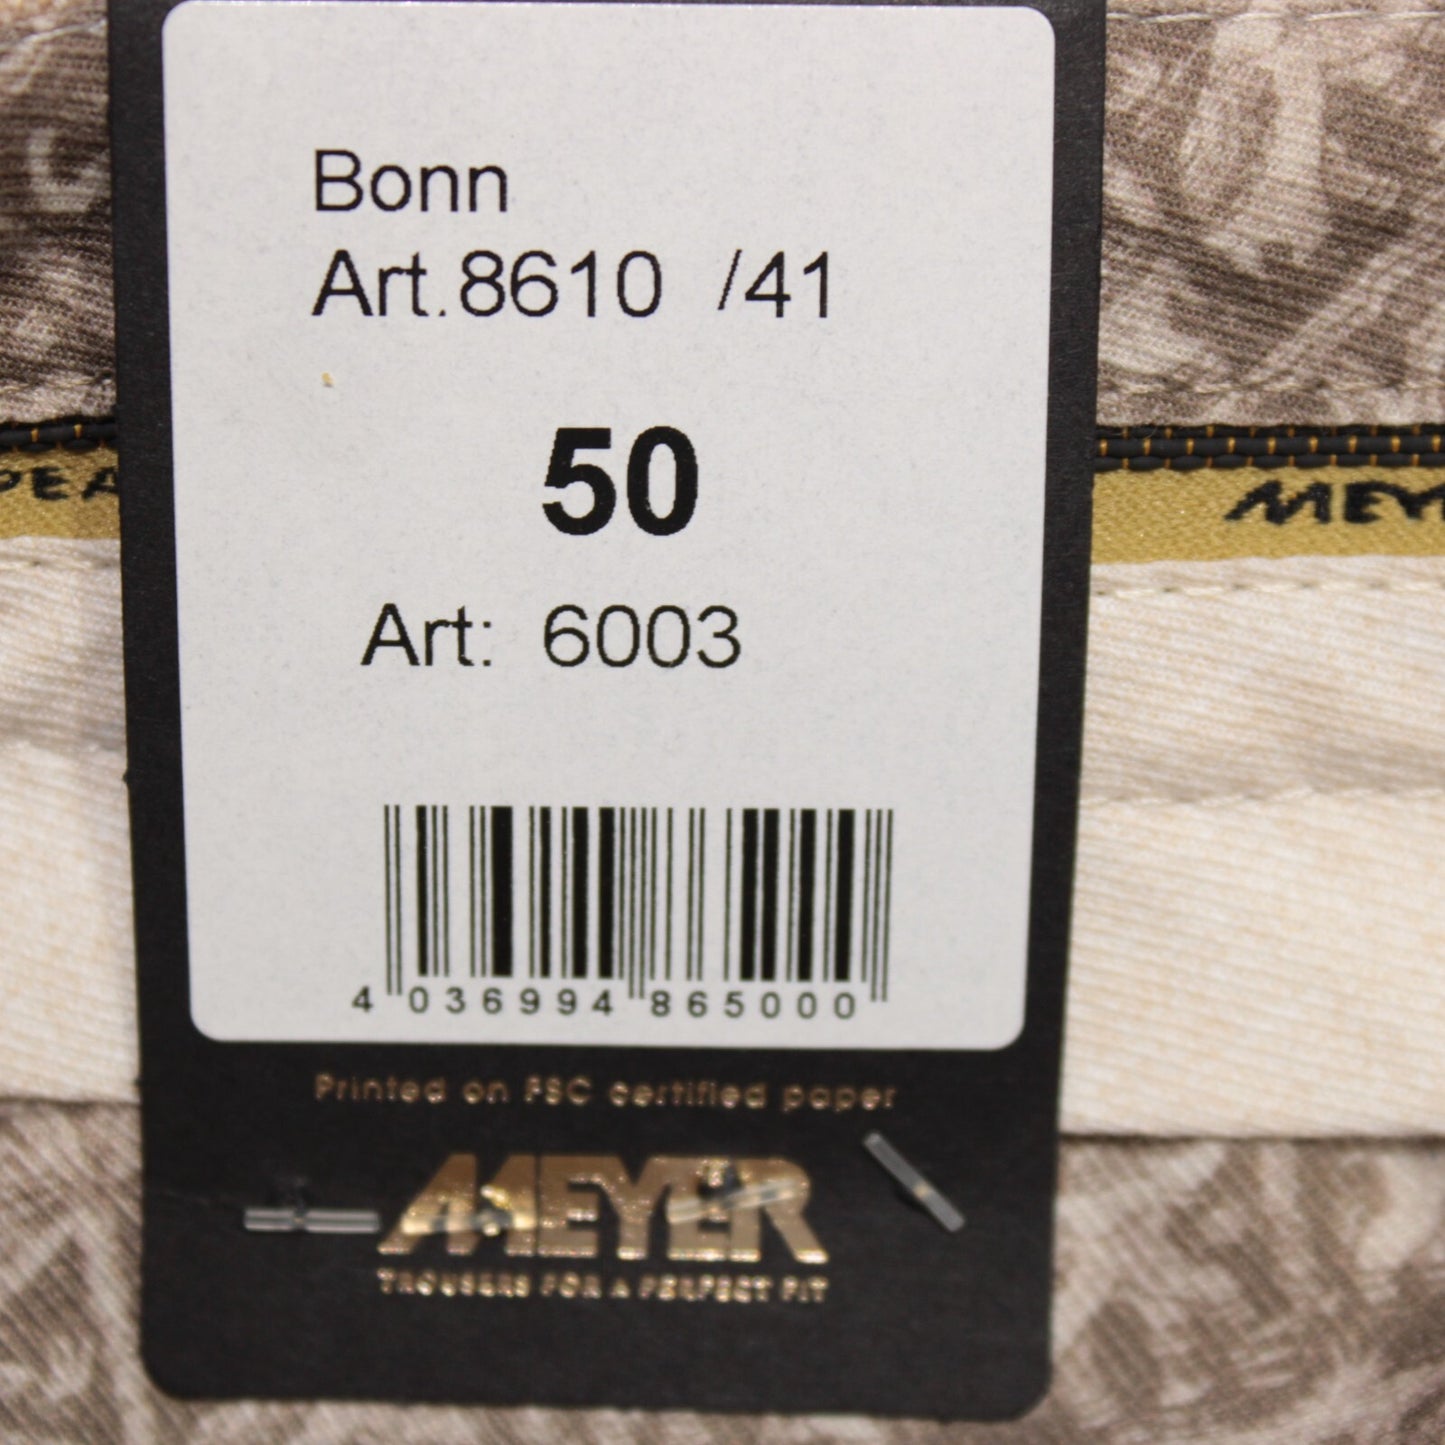 Bonn
Art.8610 /41
50
Art: 6003
4 036994 865000
Printed on FSC certified paper
MEYER
TROUSERS FOR A PERFECT FIT
MEYE